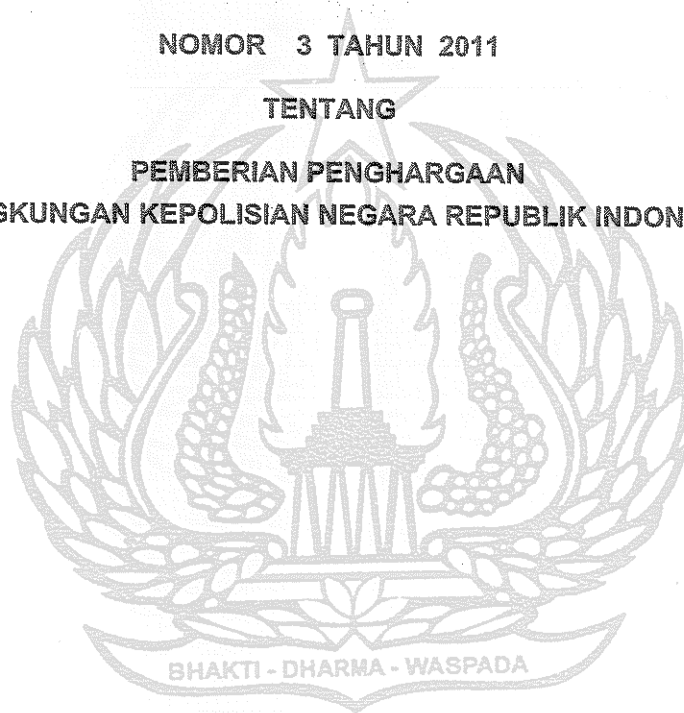 NOMOR 3 TAHUN 2011
TENTANG
PEMBERIAN PENGHARGAAN
GKUNGAN KEPOLISIAN NEGARA REPUBLIK INDON
BHAKTI - DHARMA - WASPADA